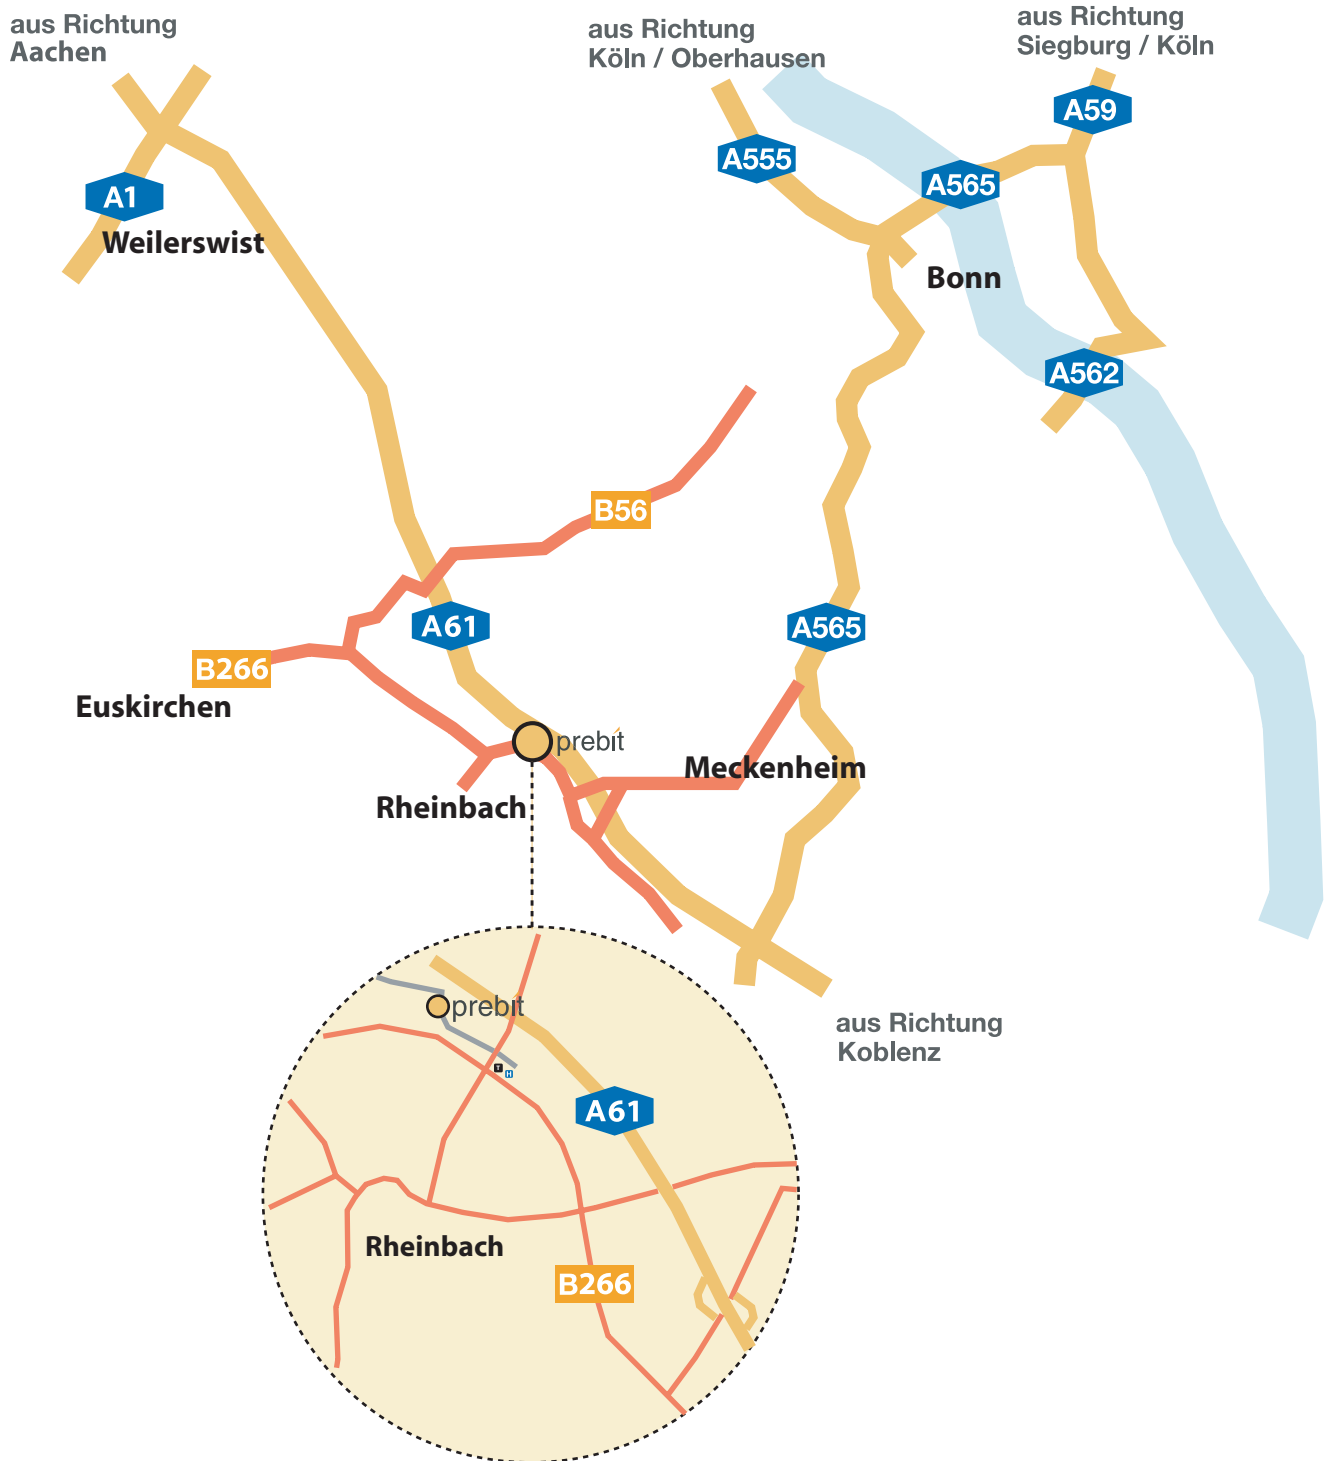 aus Richtung
Aachen
aus Richtung
Köln / Oberhausen
aus Richtung
Siegburg / Köln
A59
A555
A565
A1
Weilerswist
Bonn
A562
B56
A61
A565
B266
Euskirchen
prebit
Meckenheim
Rheinbach
prebit
aus Richtung
Koblenz
T
H
A61
Rheinbach
B266